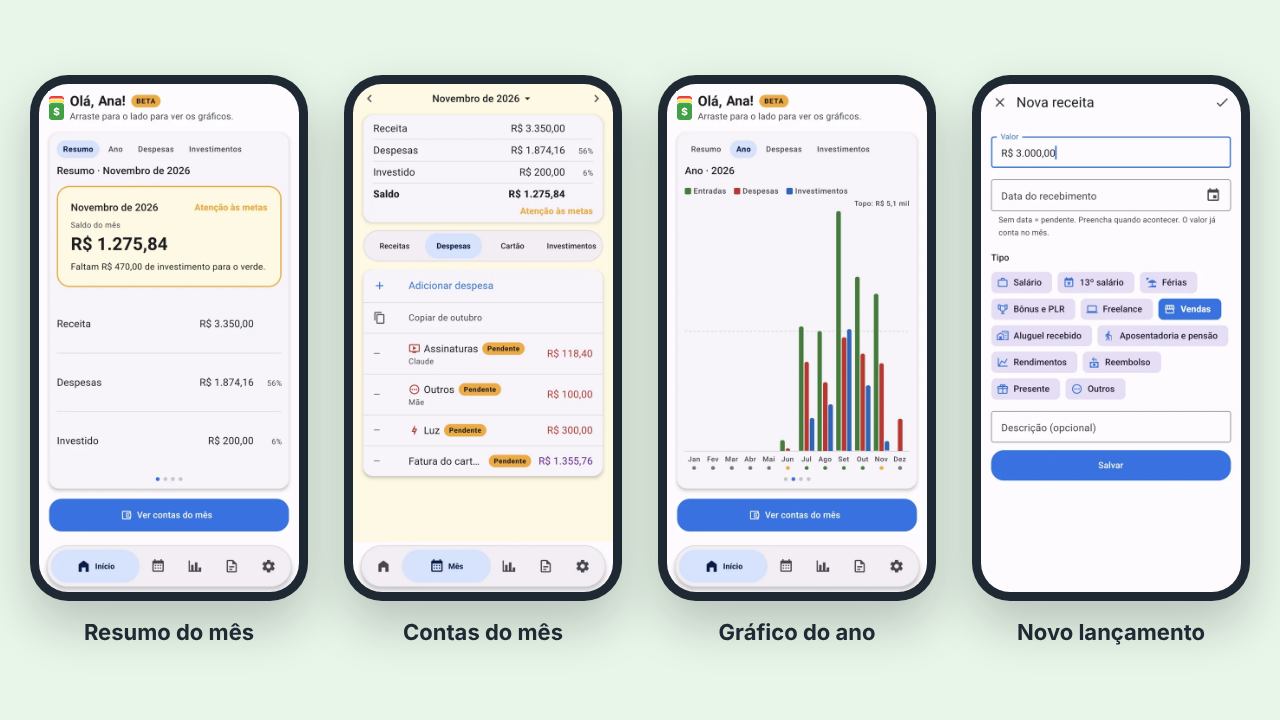 Olá, Ana! BETA
Arraste para o lado para ver os gráficos.
Resumo Ano Despesas Investimentos
Resumo · Novembro de 2026
Novembro de 2026 Atenção às metas
Saldo do mês
R$ 1.275,84
Faltam R$ 470,00 de investimento para o verde.
Receita R$ 3.350,00
Despesas R$ 1.874,16 56%
Investido R$ 200,00 6%
Ver contas do mês
Início
Resumo do mês
Novembro de 2026
Receita R$ 3.350,00
Despesas R$ 1.874,16 56%
Investido R$ 200,00 6%
Saldo R$ 1.275,84
Atenção às metas
Receitas Despesas Cartão Investimentos
+ Adicionar despesa
Copiar de outubro
– Assinaturas Pendente R$ 118,40
Claude
– Outros Pendente R$ 100,00
Mãe
– Luz Pendente R$ 300,00
– Fatura do cart... Pendente R$ 1.355,76
Mês
Contas do mês
$
Olá, Ana! BETA
Arraste para o lado para ver os gráficos.
Resumo Ano Despesas Investimentos
Ano · 2026
Entradas Despesas Investimentos
Topo: R$ 5,1 mil
Jan Fev Mar Abr Mai Jun Jul Ago Set Out Nov Dez
Ver contas do mês
Início
Gráfico do ano
Nova receita
Valor
R$ 3.000,00
Data do recebimento
Sem data = pendente. Preencha quando acontecer. O valor já
conta no mês.
Tipo
Salário 13º salário Férias
Bônus e PLR Freelance Vendas
Aluguel recebido Aposentadoria e pensão
Rendimentos Reembolso
Presente Outros
Descrição (opcional)
Salvar
Novo lançamento